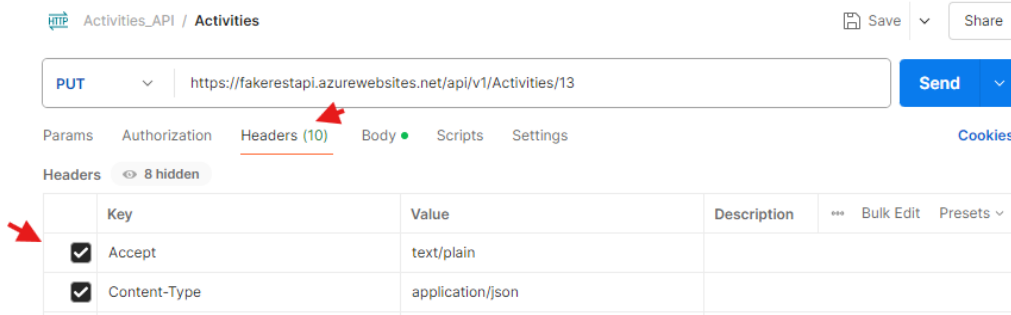 HTTP Activities_API / Activities Save Share
PUT https://fakerestapi.azurewebsites.net/api/v1/Activities/13 Send
Params Authorization Headers (10) Body Scripts Settings Cookies
Headers 8 hidden
Key Value Description Bulk Edit Presets
Accept text/plain
Content-Type application/json